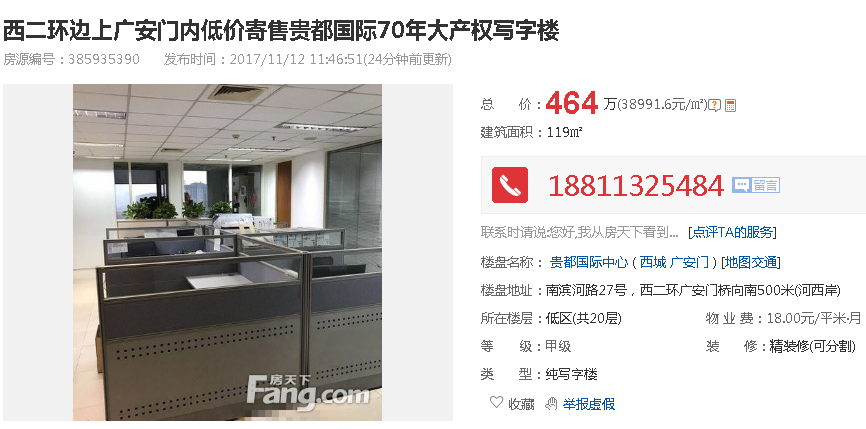 西二环边上广安门内低价寄售贵都国际70年大产权写字楼
房源编号：385935390 发布时间：2017/11/12 11:46:51(24分钟前更新)
总 价：464 万(38991.6元/㎡)
建筑面积：119㎡
18811325484 留言
联系时请说:您好,我从房天下看到... [点评TA的服务]
楼盘名称： 贵都国际中心 ( 西城 广安门 ) [地图交通]
楼盘地址：南滨河路27号，西二环广安门桥向南500米(河西岸)
所在楼层：低区(共20层) 物 业 费：18.00元/平米·月
等 级：甲级 装 修：精装修(可分割)
类 型：纯写字楼
收藏 举报虚假
房天下
Fang.com